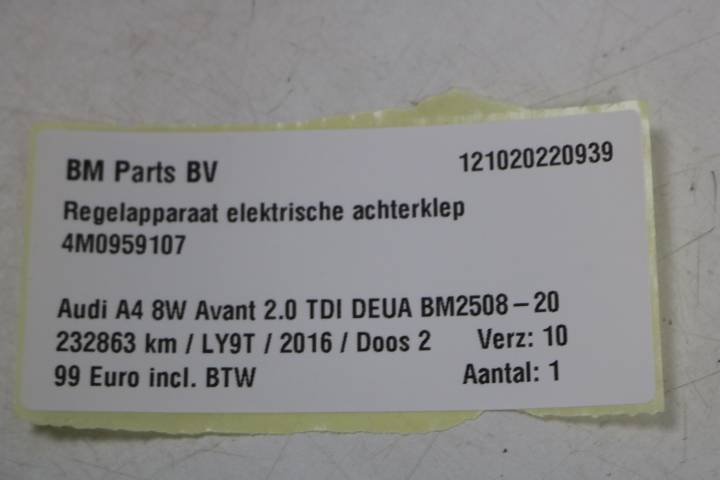 BM Parts BV 121020220939
Regelapparaat elektrische achterklep
4M0959107
Audi A4 8W Avant 2.0 TDI DEUA BM2508-20
232863 km / LY9T / 2016 / Doos 2 Verz: 10
99 Euro incl. BTW Aantal: 1